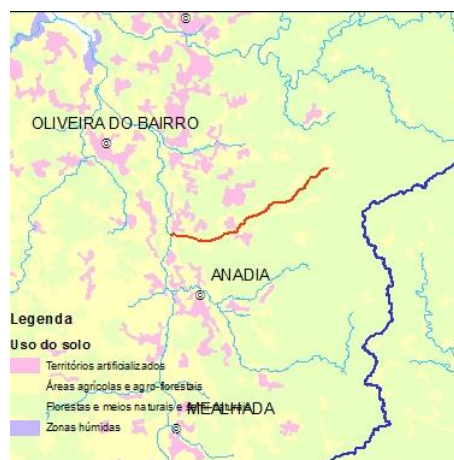 OLIVEIRA DO BAIRRO
ANADIA
Legenda
Uso do solo
Territórios artificializados
Áreas agrícolas e agro-florestais
Florestas e meios naturais e
MEALHADA
Zonas húmidas